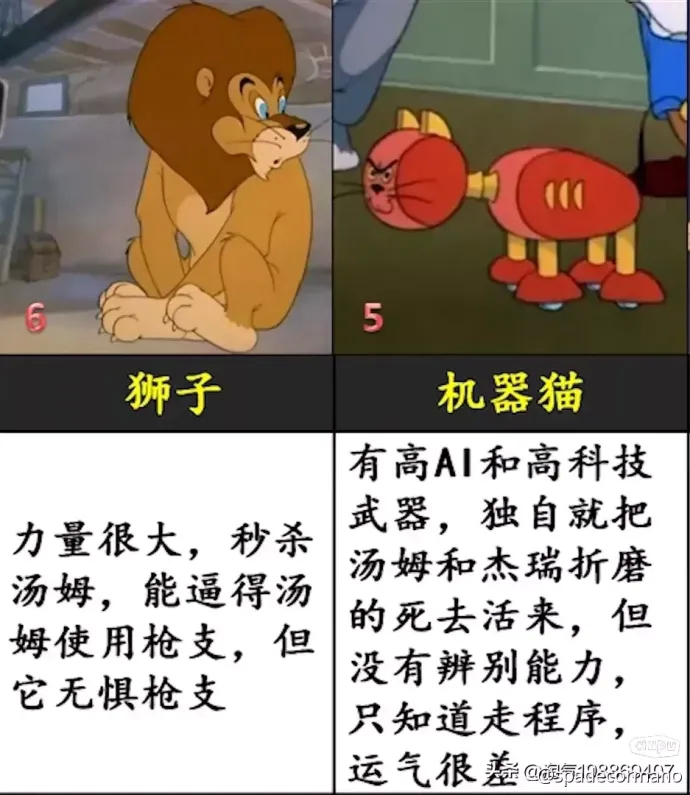 6
5
狮子
机器猫
力量很大，秒杀
汤姆，能逼得汤
姆使用枪支，但
它无惧枪支
有高AI和高科技
武器，独自就把
汤姆和杰瑞折磨
的死去活来，但
没有辨别能力，
只知道走程序，
运气很差
@spadecormano